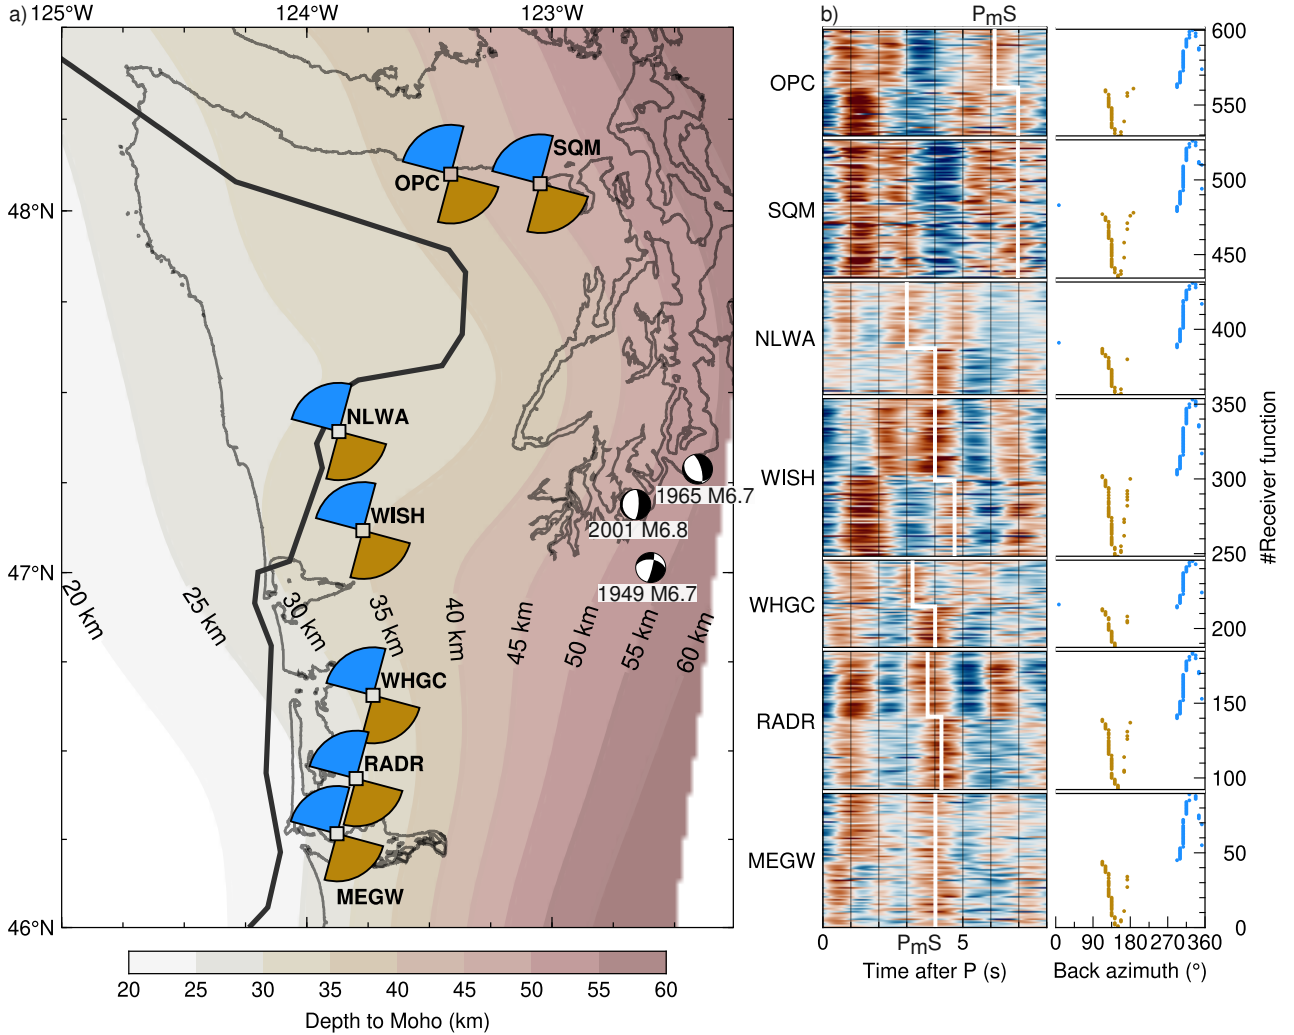 a)
125°W
124°W
123°W
48°N
47°N
46°N
OPC
SQM
NLWA
WISH
WHGC
RADR
MEGW
1965 M6.7
2001 M6.8
1949 M6.7
20 km
25 km
30 km
35 km
40 km
45 km
50 km
55 km
60 km
20 25 30 35 40 45 50 55 60
Depth to Moho (km)
b)
PmS
OPC
SQM
NLWA
WISH
WHGC
RADR
MEGW
600
550
500
450
400
350
300
250
200
150
100
50
0
#Receiver function
0 PmS 5
Time after P (s)
0 90 180 270 360
Back azimuth (°)